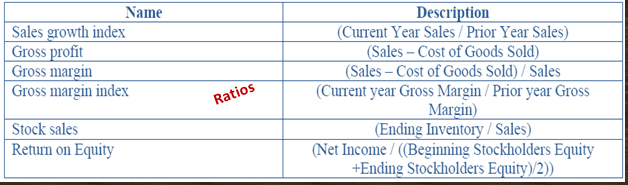 Name Description
Sales growth index (Current Year Sales / Prior Year Sales)
Gross profit (Sales – Cost of Goods Sold)
Gross margin (Sales – Cost of Goods Sold) / Sales
Gross margin index (Current year Gross Margin / Prior year Gross
Margin)
Ratios
Stock sales (Ending Inventory / Sales)
Return on Equity (Net Income / ((Beginning Stockholders Equity
+Ending Stockholders Equity)/2))